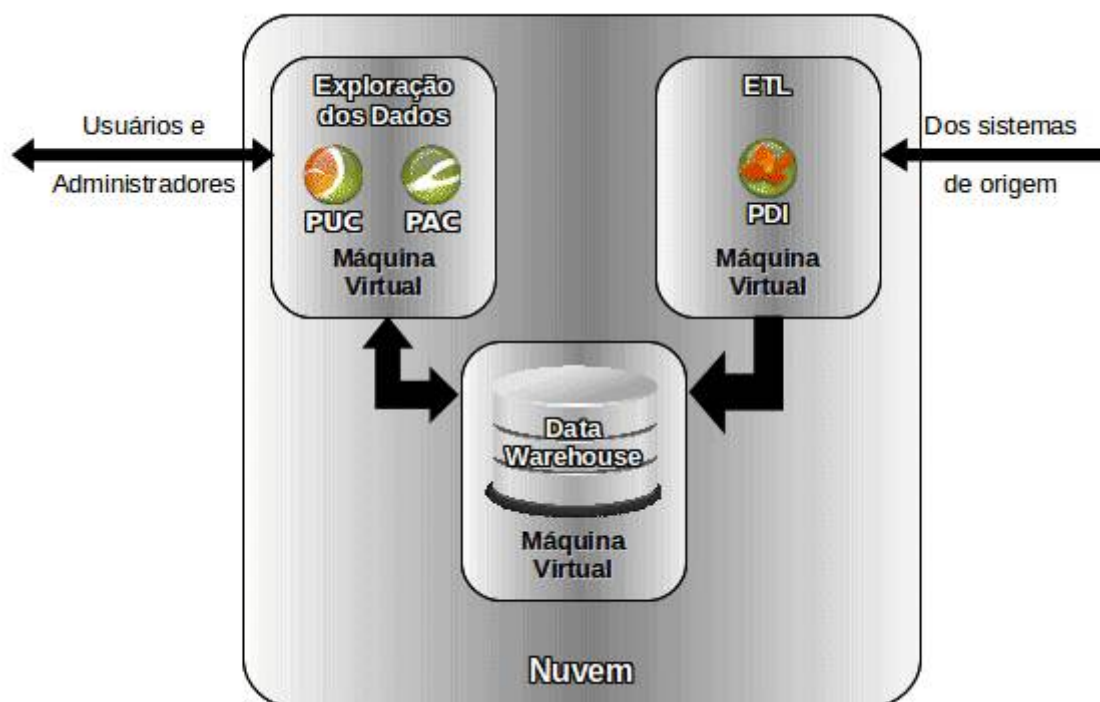 Exploração
dos Dados
PUC
PAC
Máquina
Virtual
ETL
PDI
Máquina
Virtual
Usuários e
Administradores
Dos sistemas
de origem
Data
Warehouse
Máquina
Virtual
Nuvem